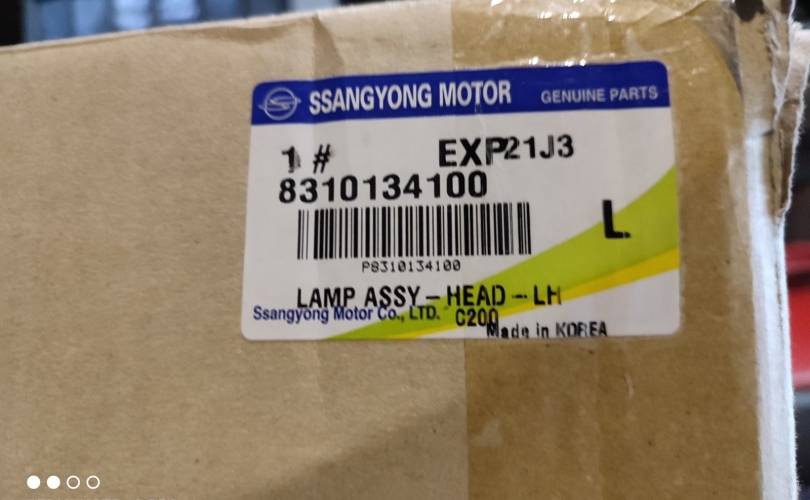 SSANGYONG MOTOR GENUINE PARTS
1 # EXP21J3
8310134100
L
P8310134100
LAMP ASSY - HEAD - LH
Ssangyong Motor Co., LTD. C200
Made in KOREA